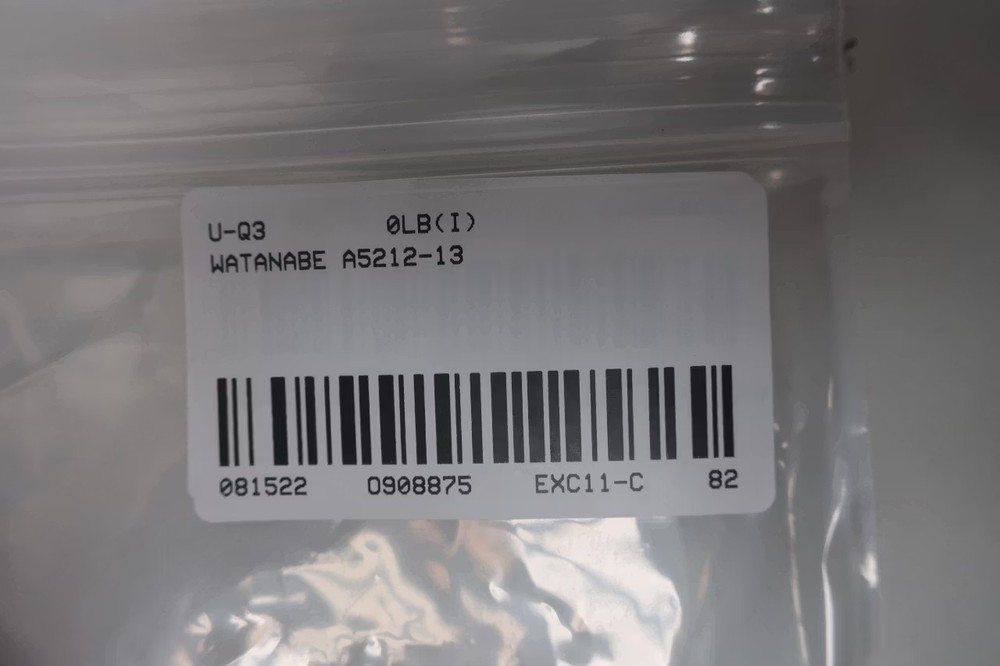 U-Q3 0LB(I)
WATANABE A5212-13
081522 0908875 EXC11-C 82